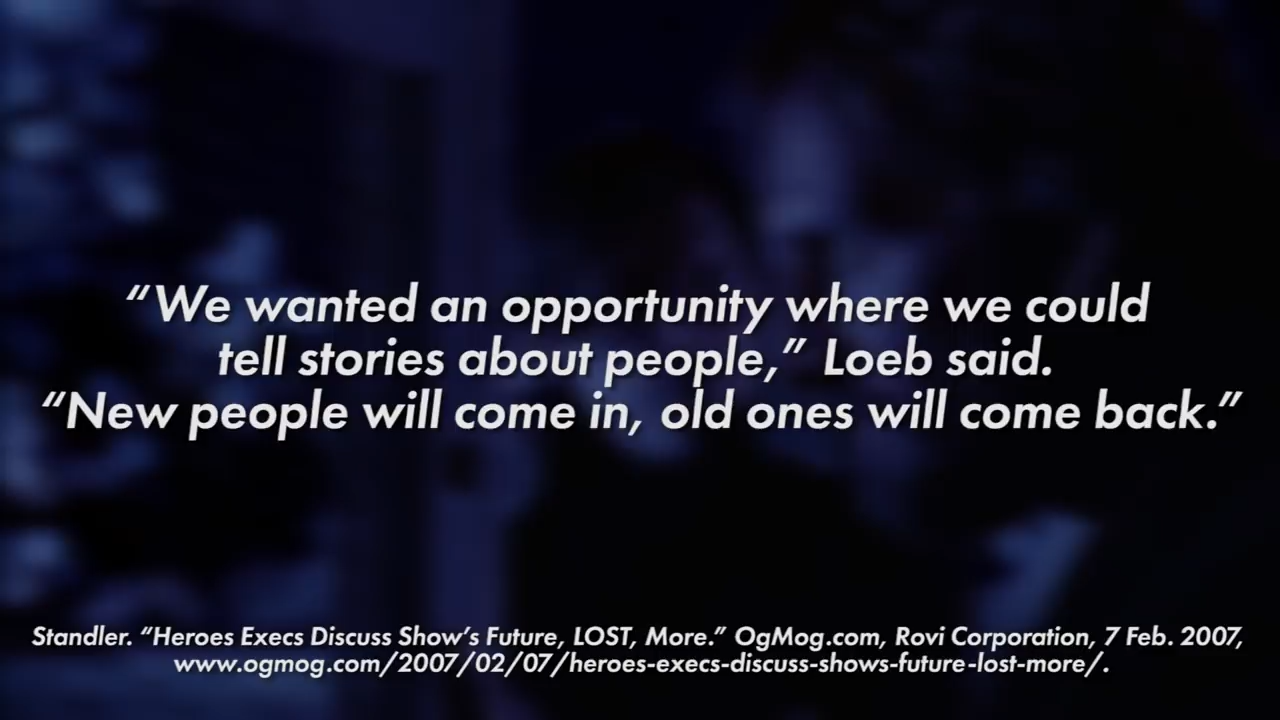 “We wanted an opportunity where we could
tell stories about people,” Loeb said.
“New people will come in, old ones will come back.”
Standler. “Heroes Execs Discuss Show’s Future, LOST, More.” OgMog.com, Rovi Corporation, 7 Feb. 2007,
www.ogmog.com/2007/02/07/heroes-execs-discuss-shows-future-lost-more/.